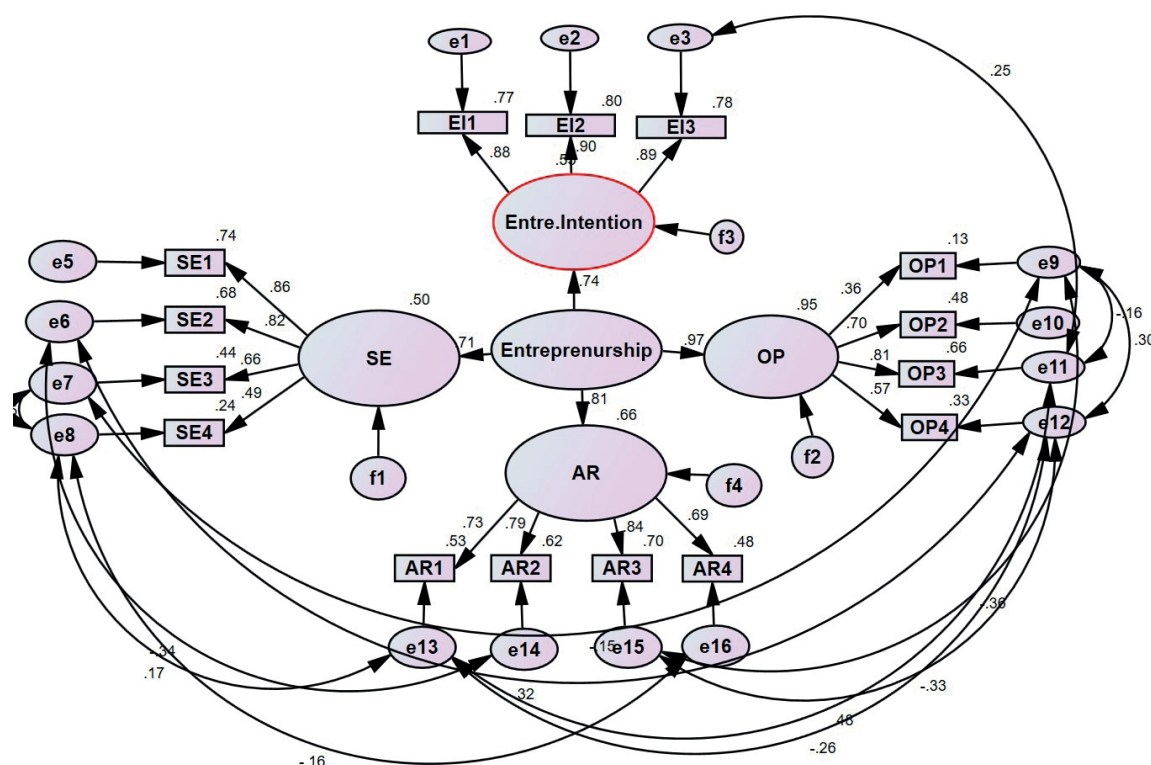 e1 e2 e3
.25
.77 .80 .78
EI1 EI2 EI3
.88 .90 .89
.55
Entre.Intention
f3
e5 .74 SE1
.13 OP1 e9
.86 .36
.74
e6 .68 SE2 .82 .50
.95 .70 .48 OP2 e10 -.16
.30
SE .71 Entreprenurship .97 OP
e7 .44 SE3 .66
.81 .66 OP3 e11
.49 .57
e8 .24 SE4
.33 OP4 e12
.81 .66
f1 AR f4 f2
.73 .79 .84 .69
.53 .62 .70 .48
AR1 AR2 AR3 AR4
-.36
e13 e14 -.15 e15 e16
-.34
.17 -.33
.32 .48
-.16 -.26